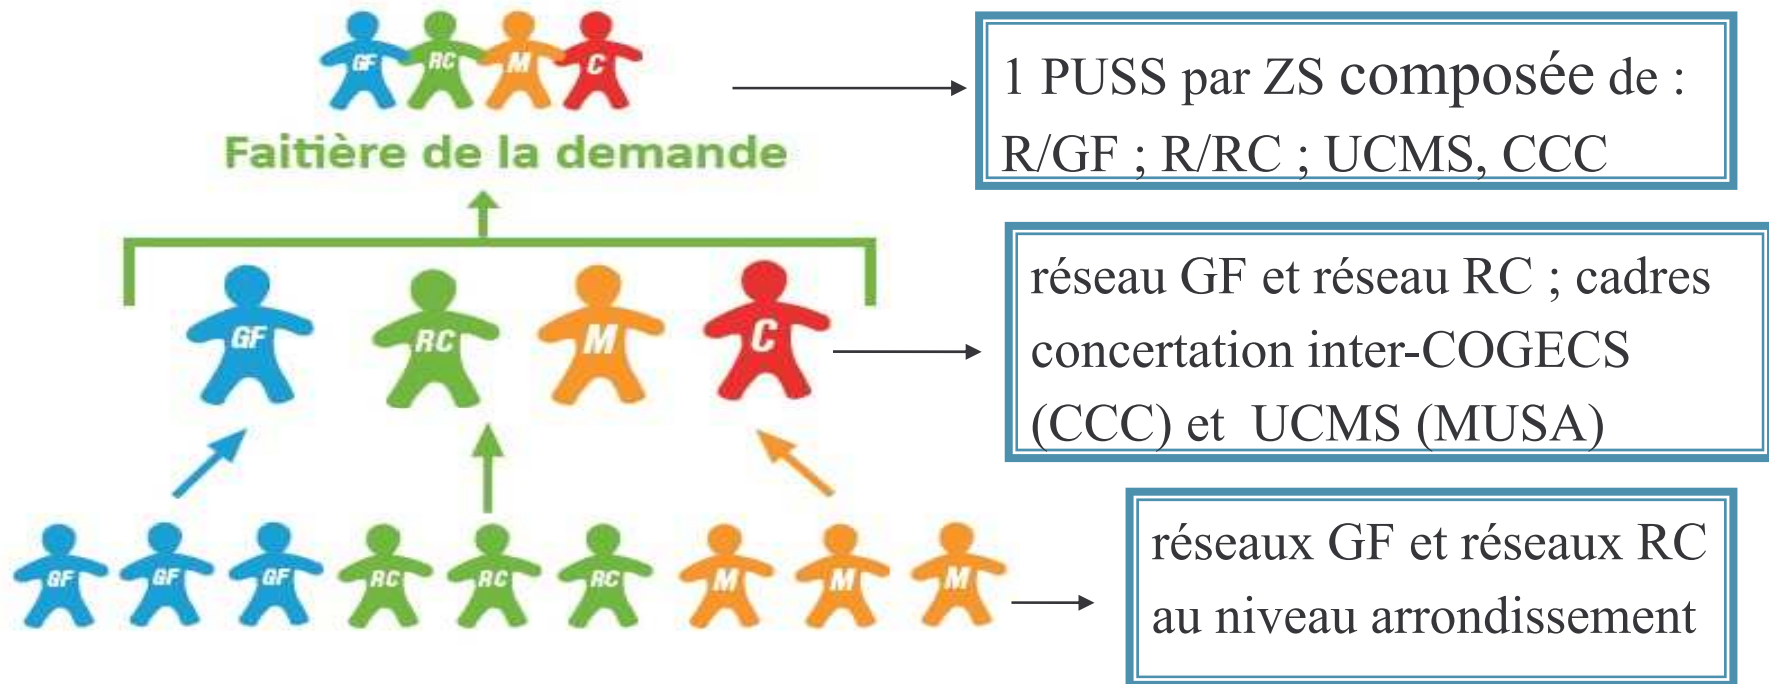 GF RC M C
1 PUSS par ZS composée de :
R/GF ; R/RC ; UCMS, CCC
Faitière de la demande
GF RC M C
réseau GF et réseau RC ; cadres
concertation inter-COGECS
(CCC) et UCMS (MUSA)
GF GF GF RC RC RC M M M
réseaux GF et réseaux RC
au niveau arrondissement